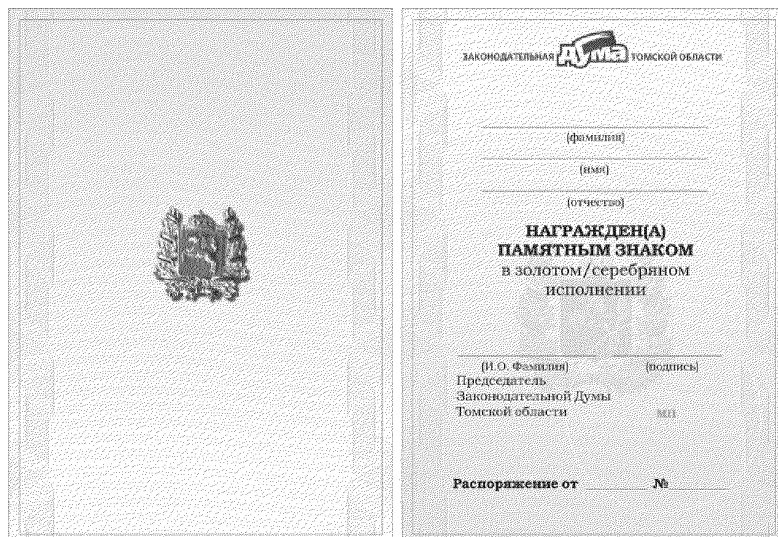 ЗАКОНОДАТЕЛЬНАЯ дума ТОМСКОЙ ОБЛАСТИ
(фамилия)
(имя)
(отчество)
НАГРАЖДЕН(А)
ПАМЯТНЫМ ЗНАКОМ
в золотом/серебряном
исполнении
(И.О. Фамилия) (подпись)
Председатель
Законодательной Думы
Томской области мп
Распоряжение от №